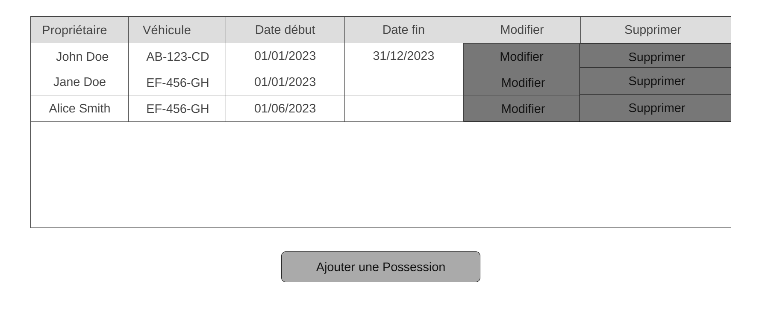 Propriétaire Véhicule Date début Date fin Modifier Supprimer
John Doe AB-123-CD 01/01/2023 31/12/2023 Modifier Supprimer
Jane Doe EF-456-GH 01/01/2023 Modifier Supprimer
Alice Smith EF-456-GH 01/06/2023 Modifier Supprimer
Ajouter une Possession